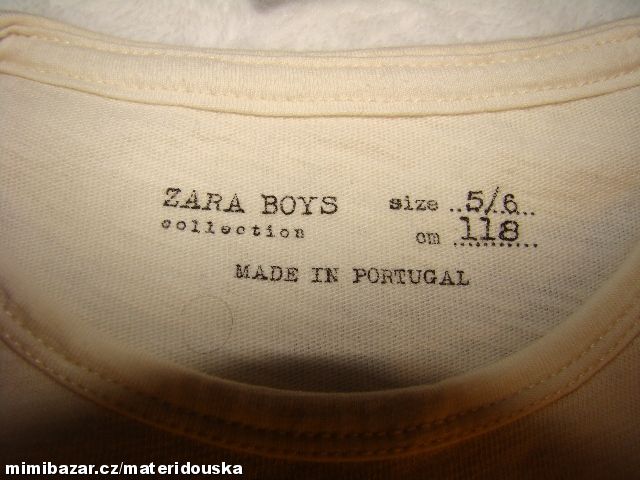 ZARA BOYS size ..5/6..
collection cm ..118...
MADE IN PORTUGAL
mimibazar.cz/materidouska